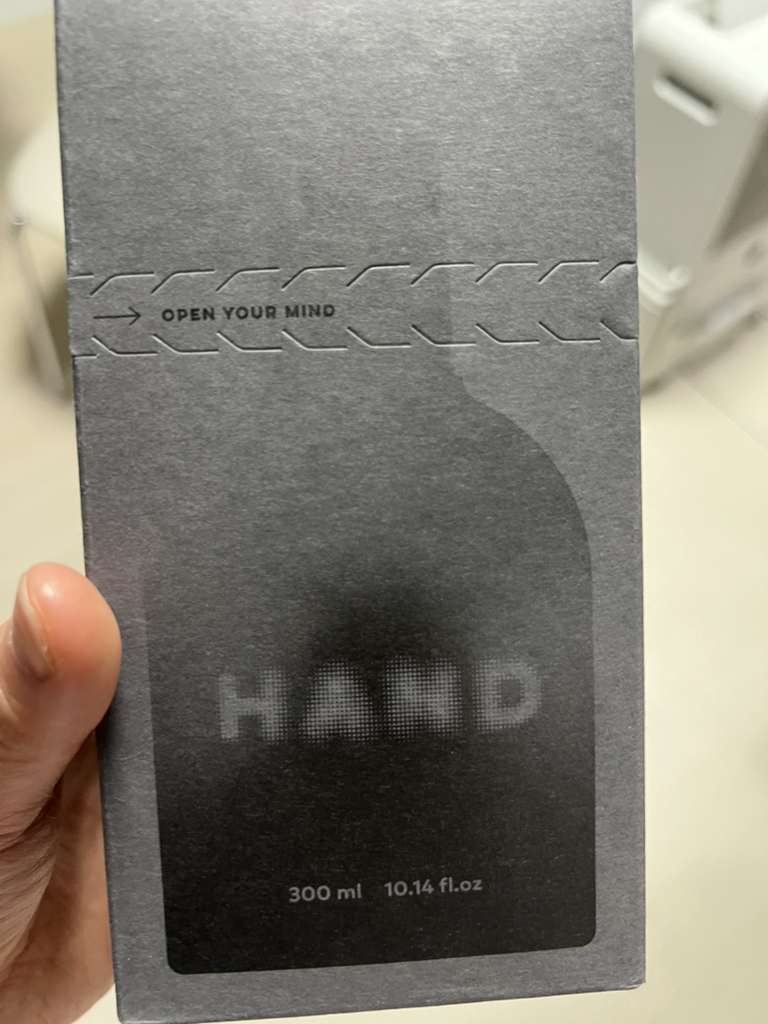 → OPEN YOUR MIND
HAND
300 ml 10.14 fl.oz